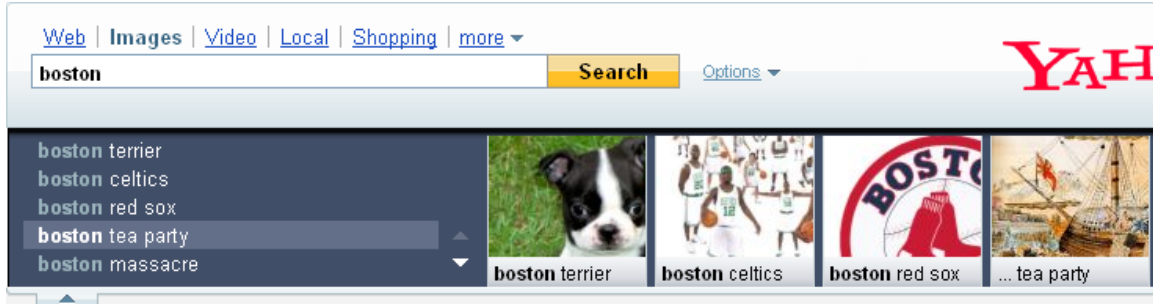 Web | Images | Video | Local | Shopping | more
boston
Search
Options
YAH
boston terrier
boston celtics
boston red sox
boston tea party
boston massacre
BOSTO
boston terrier
boston celtics
boston red sox
... tea party